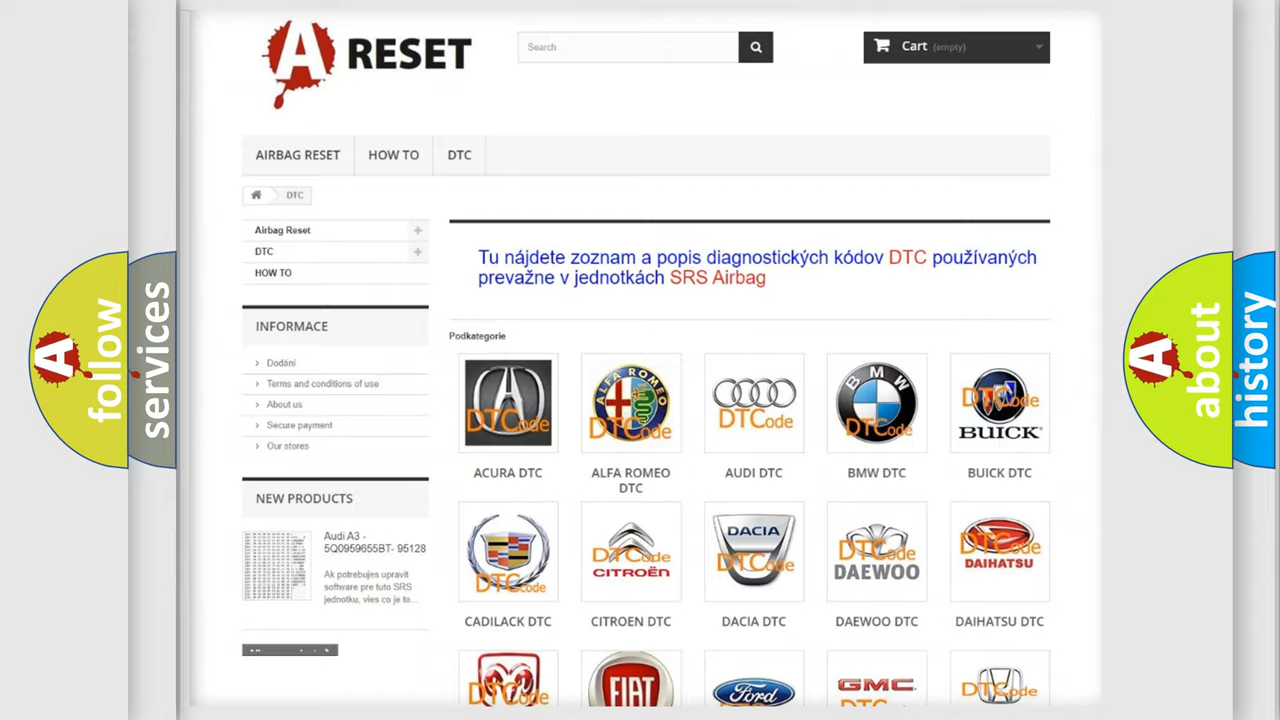 A RESET
Search
Cart (empty)
AIRBAG RESET
HOW TO
DTC
DTC
Airbag Reset
DTC
HOW TO
INFORMACE
Dodání
Terms and conditions of use
About us
Secure payment
Our stores
NEW PRODUCTS
Audi A3 -
5Q0959655BT- 95128
Ak potrebujes upravit
software pre tuto SRS
jednotku, vies co je to...
Tu nájdete zoznam a popis diagnostických kódov DTC používaných
prevažne v jednotkách SRS Airbag
Podkategorie
DTCode
ALFA ROMEO
DTCode
DTCode
BMW
DTCode
DTCode
BUICK
ACURA DTC
ALFA ROMEO
DTC
AUDI DTC
BMW DTC
BUICK DTC
DTCode
DTCode
CITROËN
DACIA
DTCode
DTCode
DAEWOO
DTCode
DAIHATSU
CADILACK DTC
CITROEN DTC
DACIA DTC
DAEWOO DTC
DAIHATSU DTC
DTCode
FIAT
Ford
GMC
DTCode
A follow
services
A about
history